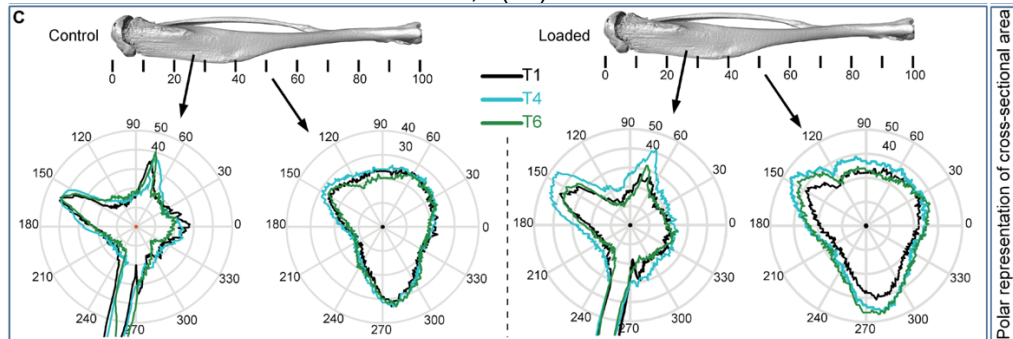 C
Control
0 20 40 60 80 100
Loaded
0 20 40 60 80 100
T1
T4
T6
90 50 60 40 120 30 150 0 180 330 210 300 240 270
90 40 60 30 120 30 150 0 180 330 210 300 240 270
90 50 60 40 120 30 150 0 180 330 210 300 240 270
90 50 60 40 120 30 150 0 180 330 210 300 240 270
Polar representation of cross-sectional area